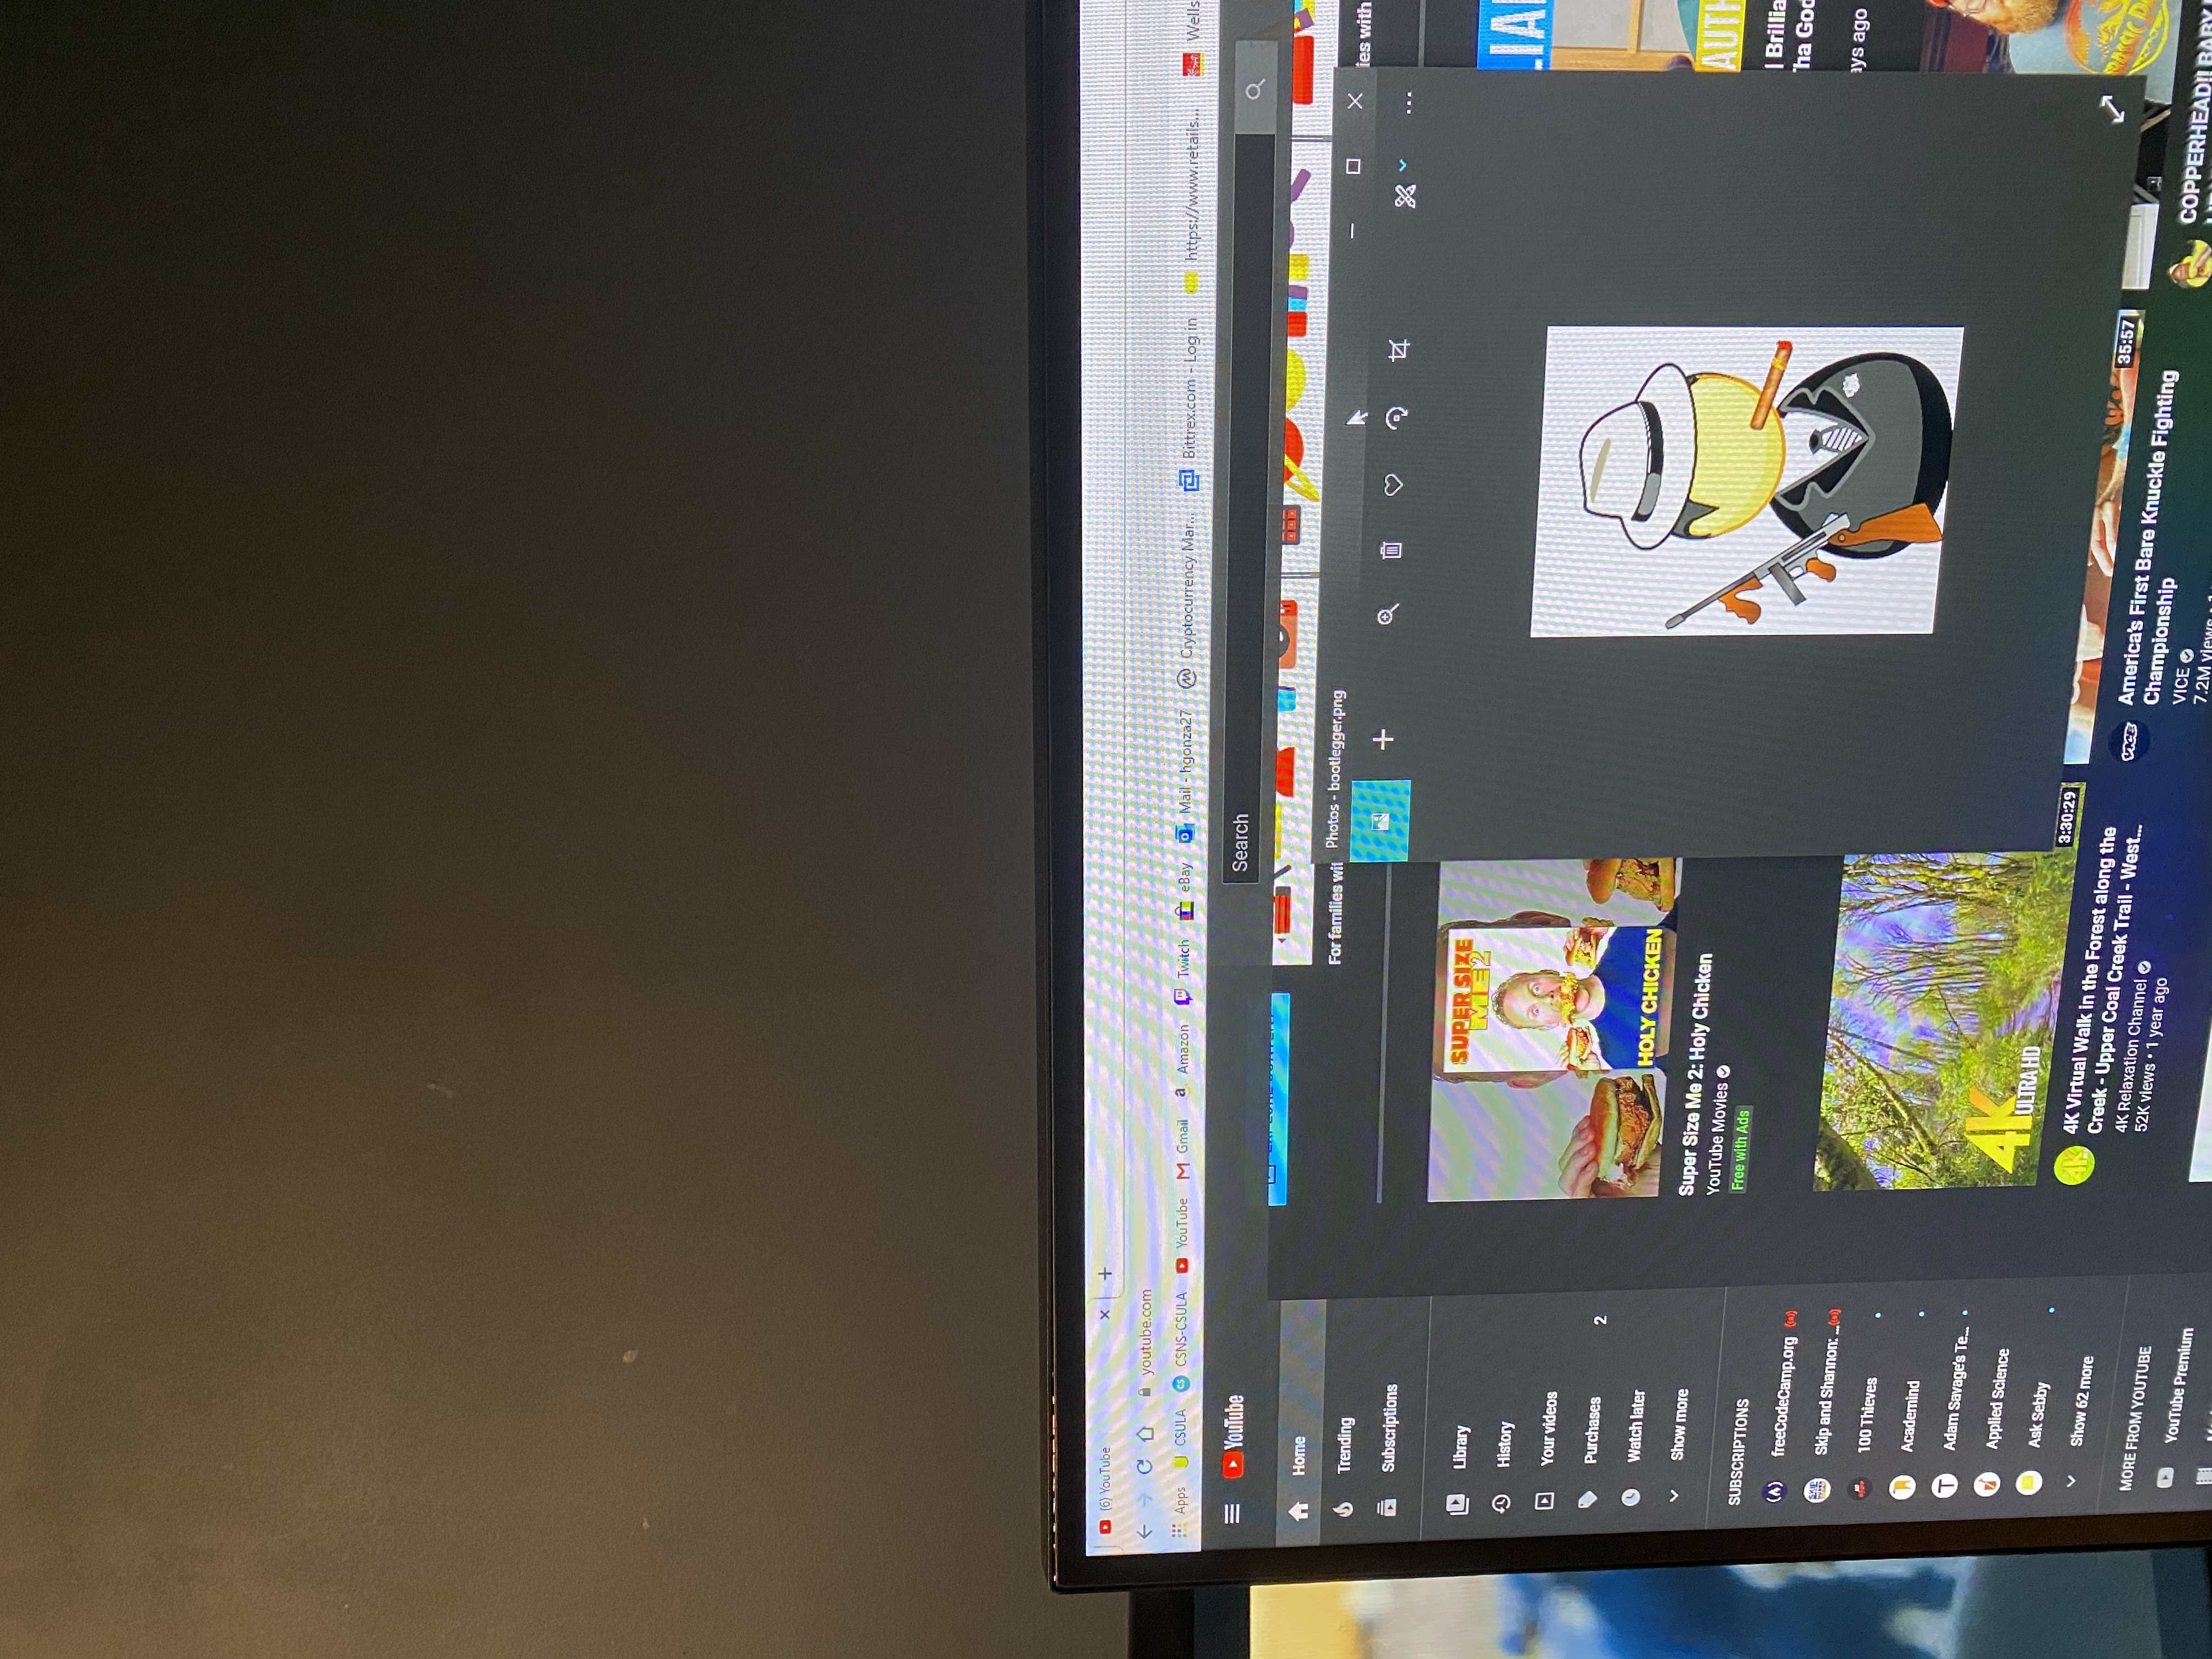 (6) YouTube
youtube.com
Apps CSULA CSNS-CSULA YouTube Gmail Amazon Twitch eBay Mail - hgonza27 Cryptocurrency Mar... Bittrex.com - Log in https://www.retails... Wells
YouTube
Search
EXPLORE CONTENT
Home
Trending
Subscriptions
Library
History
Your videos
Purchases 2
Watch later
Show more
SUBSCRIPTIONS
freeCodeCamp.org
Skip and Shannon: ...
100 Thieves
Academind
Adam Savage's Te...
Applied Science
Ask Sebby
Show 62 more
MORE FROM YOUTUBE
YouTube Premium
For families wit
Photos - bootlegger.png
ies with
SUPER SIZE
ME2
HOLY CHICKEN
Super Size Me 2: Holy Chicken
YouTube Movies
Free with Ads
4K
ULTRA HD
3:30:29
4K Virtual Walk in the Forest along the
Creek - Upper Coal Creek Trail - West...
4K Relaxation Channel
52K views • 1 year ago
35:57
VICE
America's First Bare Knuckle Fighting
Championship
VICE
7.2M views
LIA
AUTH
| Brillia
Tha God
ays ago
COPPERHEAD!! BABY